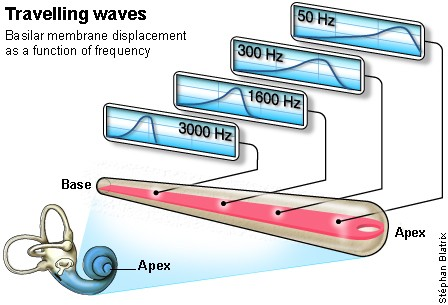 Travelling waves
Basilar membrane displacement
as a function of frequency
50 Hz
300 Hz
1600 Hz
3000 Hz
Base
Apex
Apex
Stéphan Blatrix